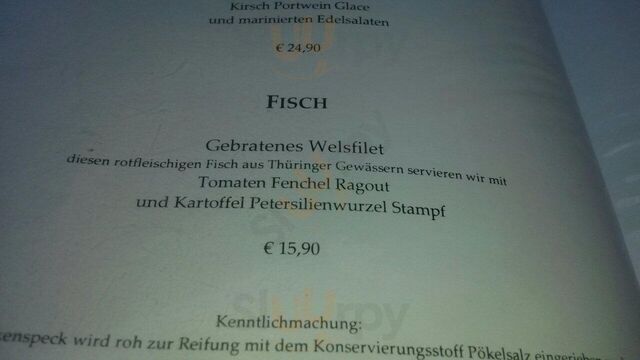 Kirsch Portwein Glace
und marinierten Edelsalaten
€ 24,90
FISCH
Gebratenes Welsfilet
diesen rotfleischigen Fisch aus Thüringer Gewässern servieren wir mit
Tomaten Fenchel Ragout
und Kartoffel Petersilienwurzel Stampf
€ 15,90
Kenntlichmachung:
wird roh zur Reifung mit dem Konservierungsstoff Pökelsalz eingerieben